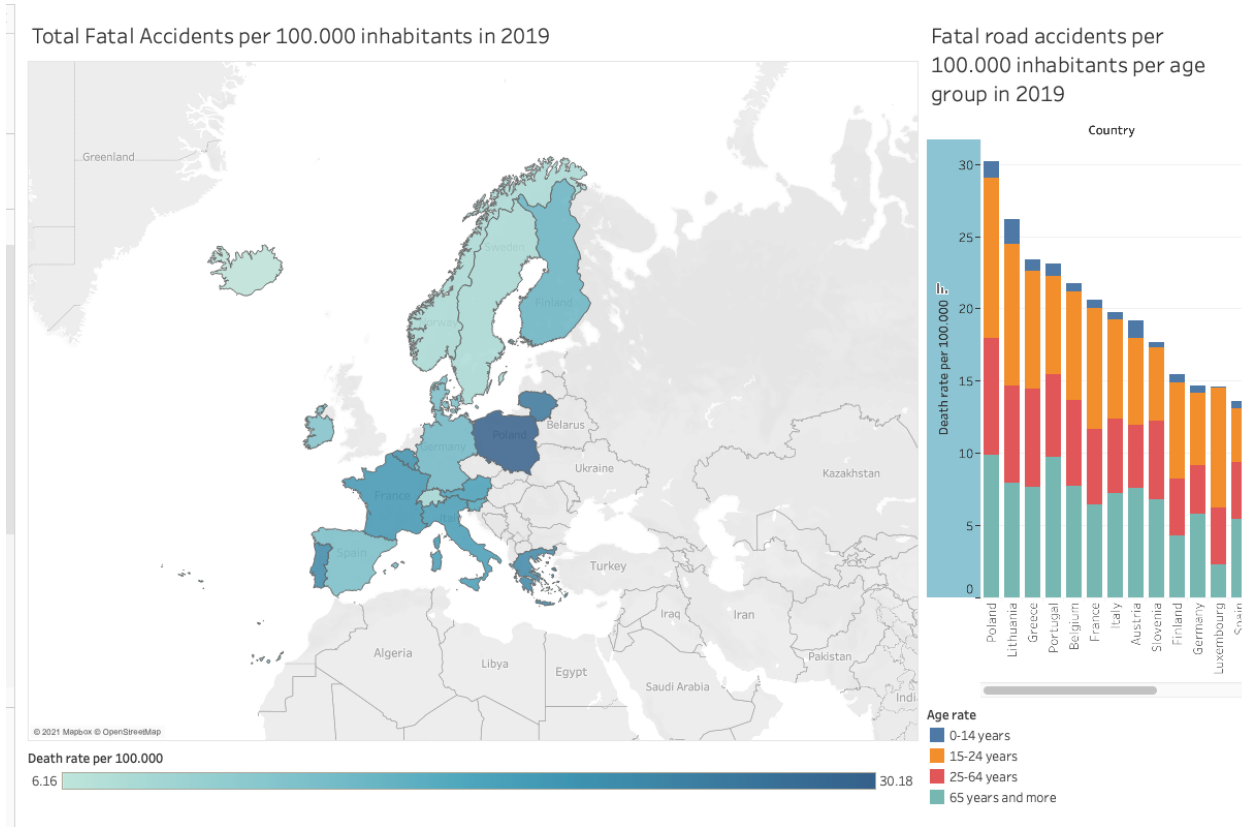 Total Fatal Accidents per 100.000 inhabitants in 2019
Greenland
Sweden
Finland
Belarus
Poland
Germany
Ukraine
France
Kazakhstan
Spain
Turkey
Iraq
Iran
Algeria
Libya
Egypt
Pakistan
Saudi Arabia
Indi
© 2021 Mapbox © OpenStreetMap
Death rate per 100.000
6.16
30.18
Fatal road accidents per
100.000 inhabitants per age
group in 2019
Country
Death rate per 100.000
30
25
20
15
10
5
0
Poland
Lithuania
Greece
Portugal
Belgium
France
Italy
Austria
Slovenia
Finland
Germany
Luxembourg
Spain
Age rate
0-14 years
15-24 years
25-64 years
65 years and more